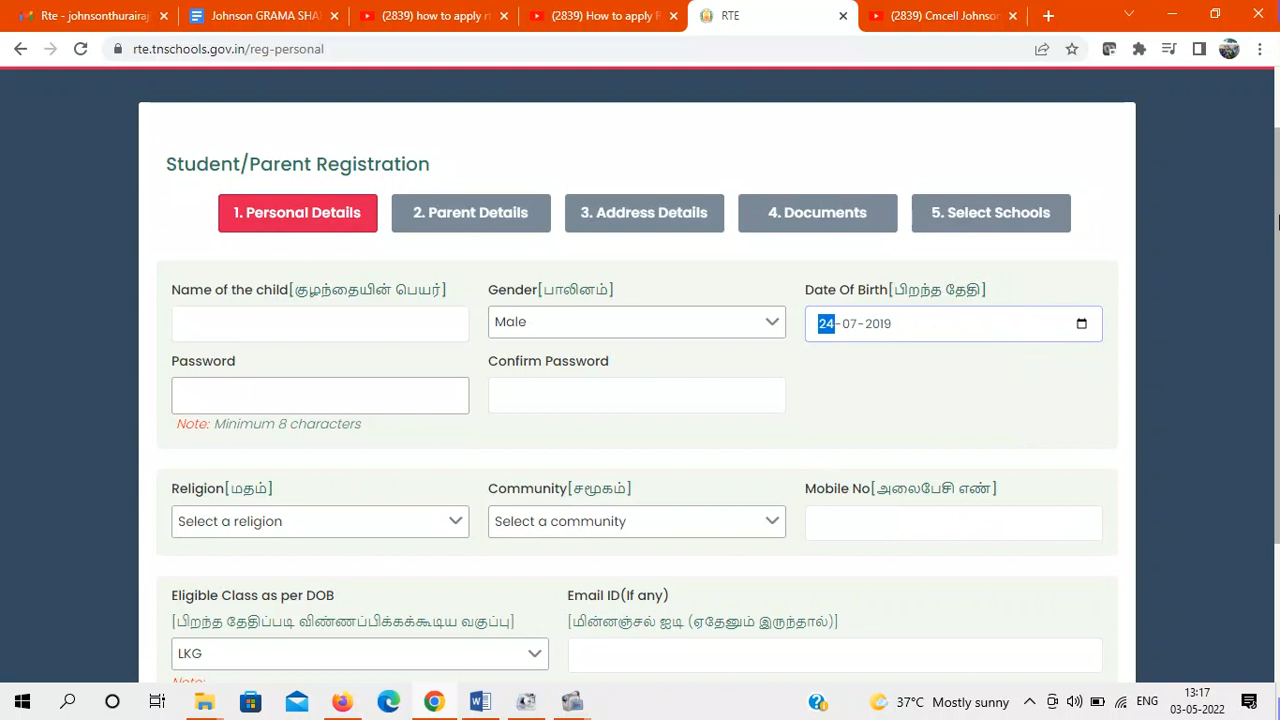 Rte - johnsonthurairaj
Johnson GRAMA SHA
(2839) how to apply rt
(2839) How to apply R
RTE
(2839) Cmcell Johnson
rte.tnschools.gov.in/reg-personal
Student/Parent Registration
1. Personal Details
2. Parent Details
3. Address Details
4. Documents
5. Select Schools
Name of the child[குழந்தையின் பெயர்]
Gender[பாலினம்]
Date Of Birth[பிறந்த தேதி]
Male
24-07-2019
Password
Confirm Password
Note: Minimum 8 characters
Religion[மதம்]
Community[சமூகம்]
Mobile No[அலைபேசி எண்]
Select a religion
Select a community
Eligible Class as per DOB
Email ID(If any)
[பிறந்த தேதிப்படி விண்ணப்பிக்கக்கூடிய வகுப்பு]
[மின்னஞ்சல் ஐடி (ஏதேனும் இருந்தால்)]
LKG
Note:
37°C Mostly sunny
ENG
13:17
03-05-2022